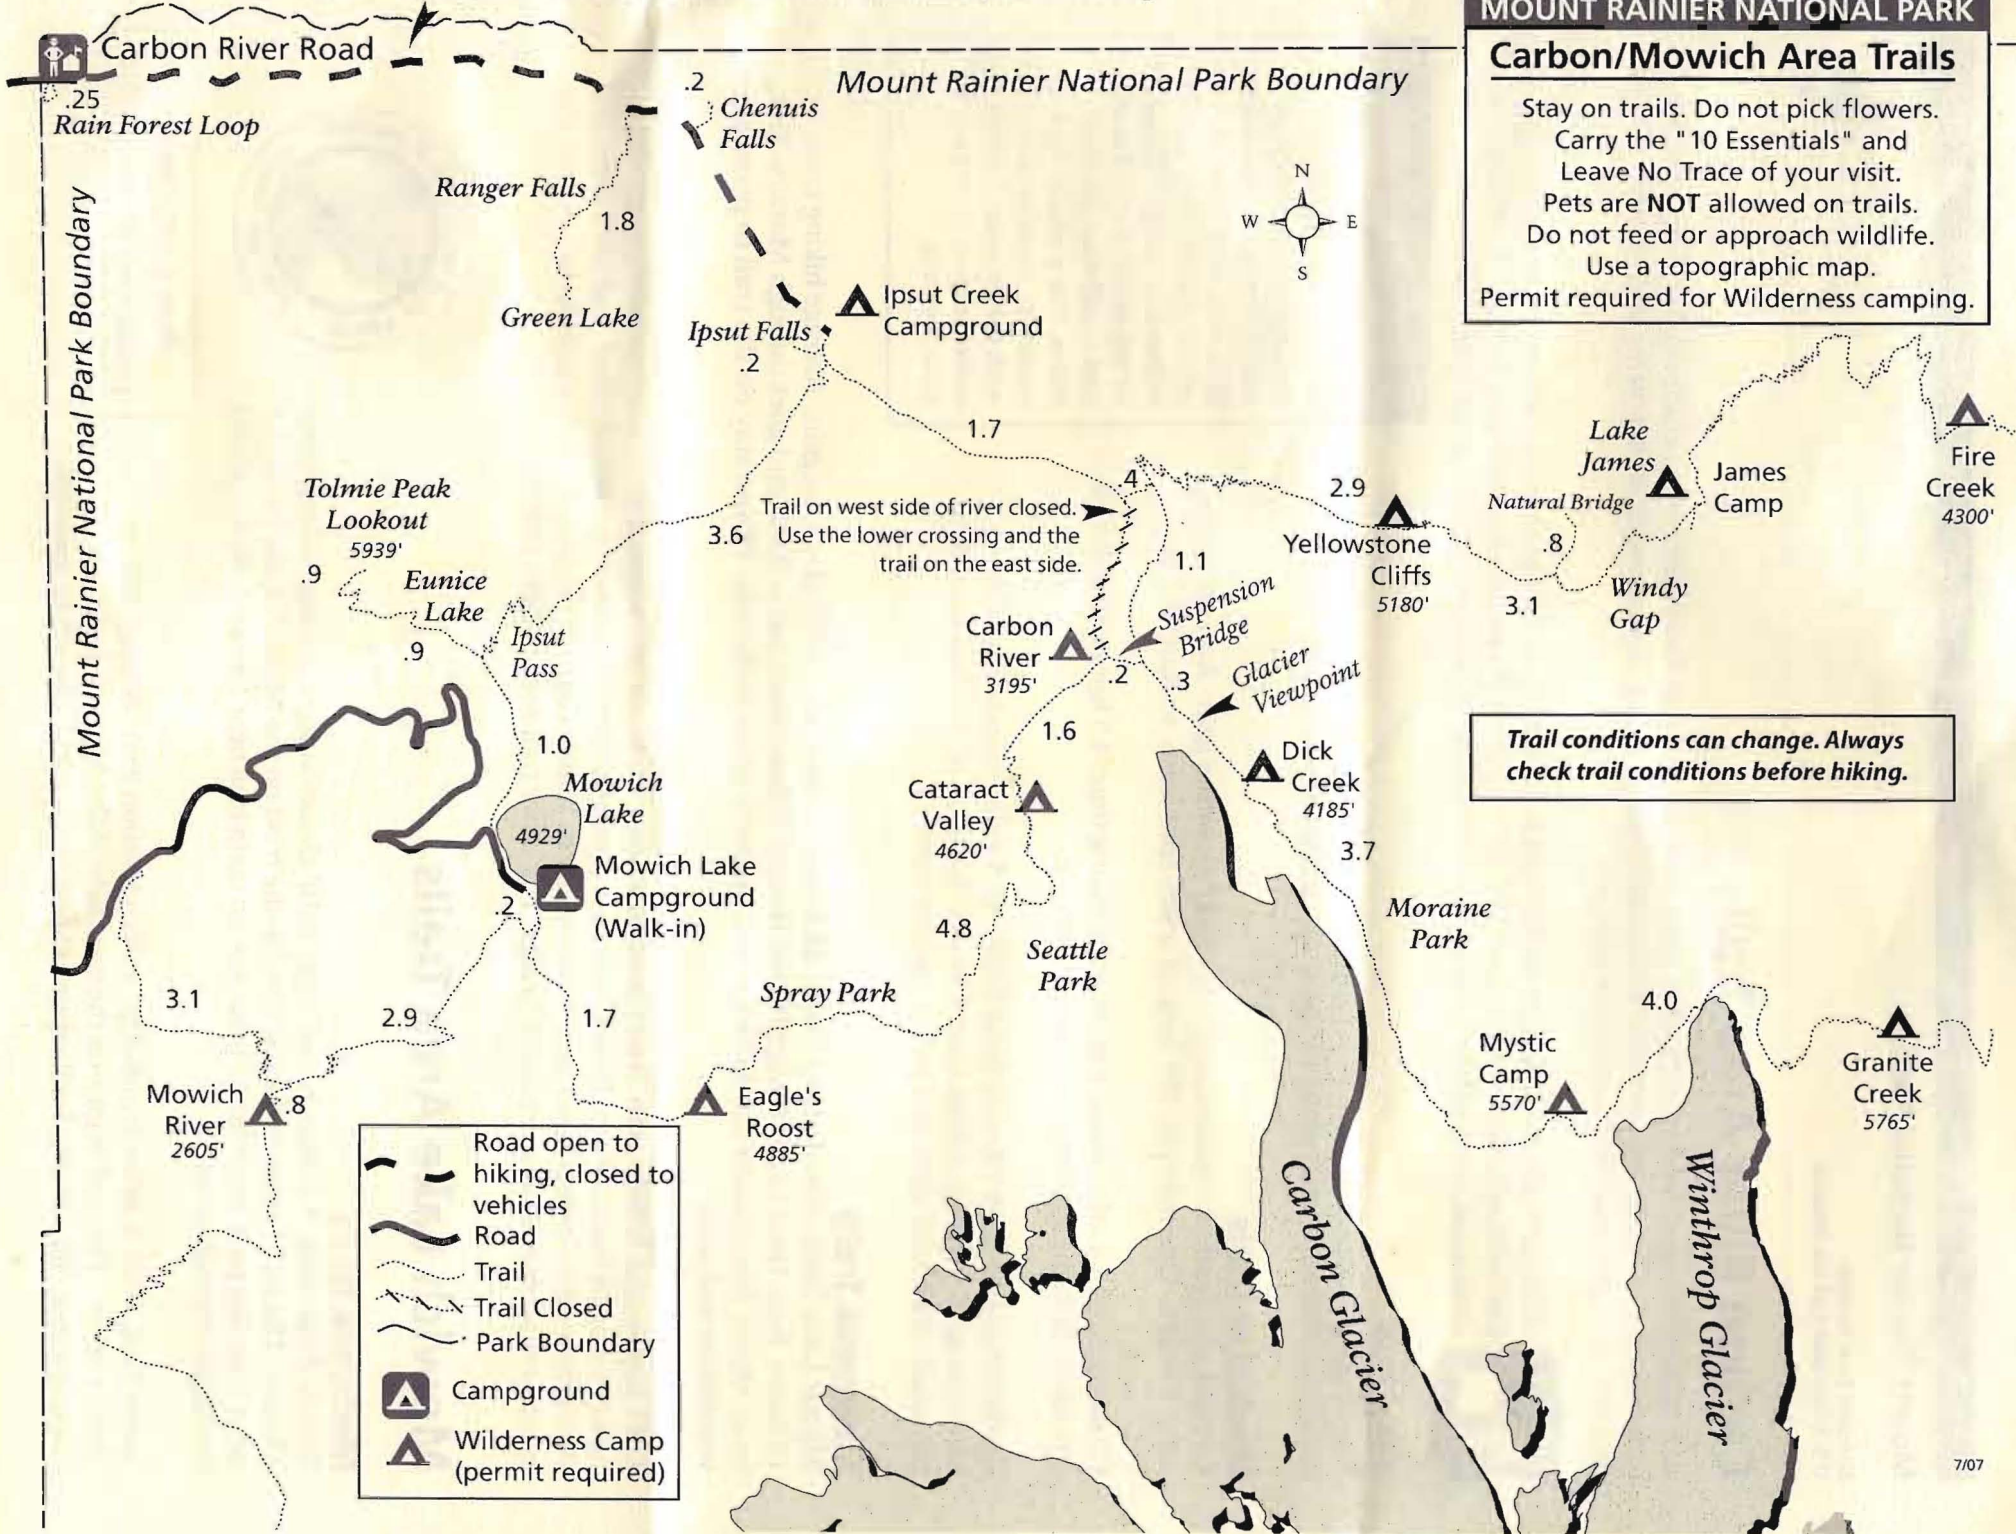 MOUNT RAINIER NATIONAL PARK
Carbon/Mowich Area Trails
Stay on trails. Do not pick flowers.
Carry the "10 Essentials" and
Leave No Trace of your visit.
Pets are NOT allowed on trails.
Do not feed or approach wildlife.
Use a topographic map.
Permit required for Wilderness camping.
Carbon River Road
.25
Rain Forest Loop
Mount Rainier National Park Boundary
.2
Chenuis
Falls
Mount Rainier National Park Boundary
Ranger Falls
1.8
Green Lake
N
W
E
S
Ipsut Creek
Campground
Ipsut Falls
.2
1.7
Lake
James
Natural Bridge
James
Camp
Fire
Creek
4300'
Tolmie Peak
Lookout
5939'
.9
Eunice
Lake
.9
Ipsut
Pass
3.6
.4
Trail on west side of river closed.
Use the lower crossing and the
trail on the east side.
2.9
Yellowstone
Cliffs
5180'
.8
3.1
Windy
Gap
1.1
Suspension
Bridge
Carbon
River
3195'
.2
.3
Glacier
Viewpoint
1.6
1.0
Mowich
Lake
4929'
Mowich Lake
Campground
(Walk-in)
.2
Cataract
Valley
4620'
Dick
Creek
4185'
3.7
Trail conditions can change. Always
check trail conditions before hiking.
4.8
Seattle
Park
Moraine
Park
Spray Park
3.1
2.9
1.7
4.0
Mystic
Camp
5570'
Granite
Creek
5765'
Mowich
River
2605'
.8
Eagle's
Roost
4885'
Road open to
hiking, closed to
vehicles
Road
Trail
Trail Closed
Park Boundary
Campground
Wilderness Camp
(permit required)
Carbon Glacier
Winthrop Glacier
7/07